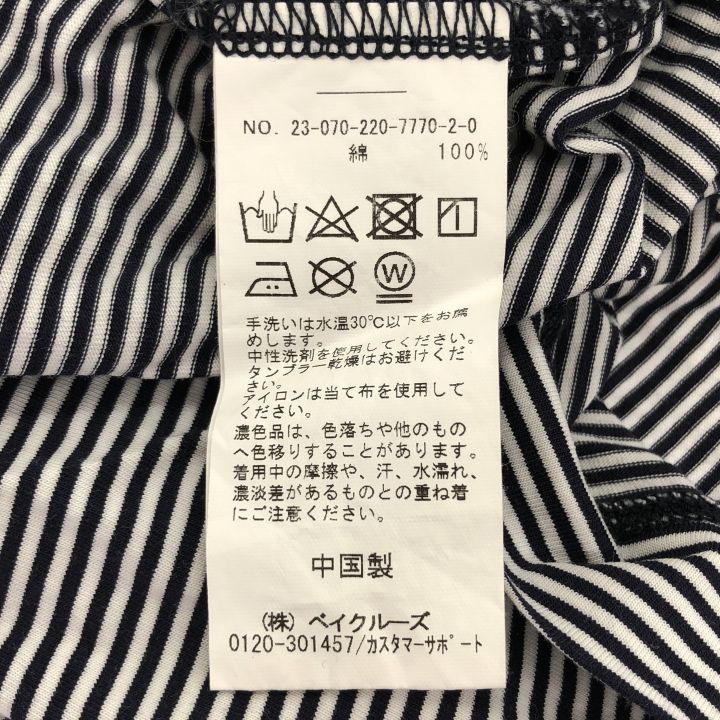 NO. 23-070-220-7770-2-0
綿 100%
W
手洗いは水温30℃以下をお薦
めします。
中性洗剤を使用してください。
タンブラー乾燥はお避けくだ
さい。
アイロンは当て布を使用して
ください。
濃色品は、色落ちや他のもの
へ色移りすることがあります。
着用中の摩擦や、汗、水濡れ、
濃淡差があるものとの重ね着
にご注意ください。
中国製
(株) ベイクルーズ
0120-301457/カスタマーサポート